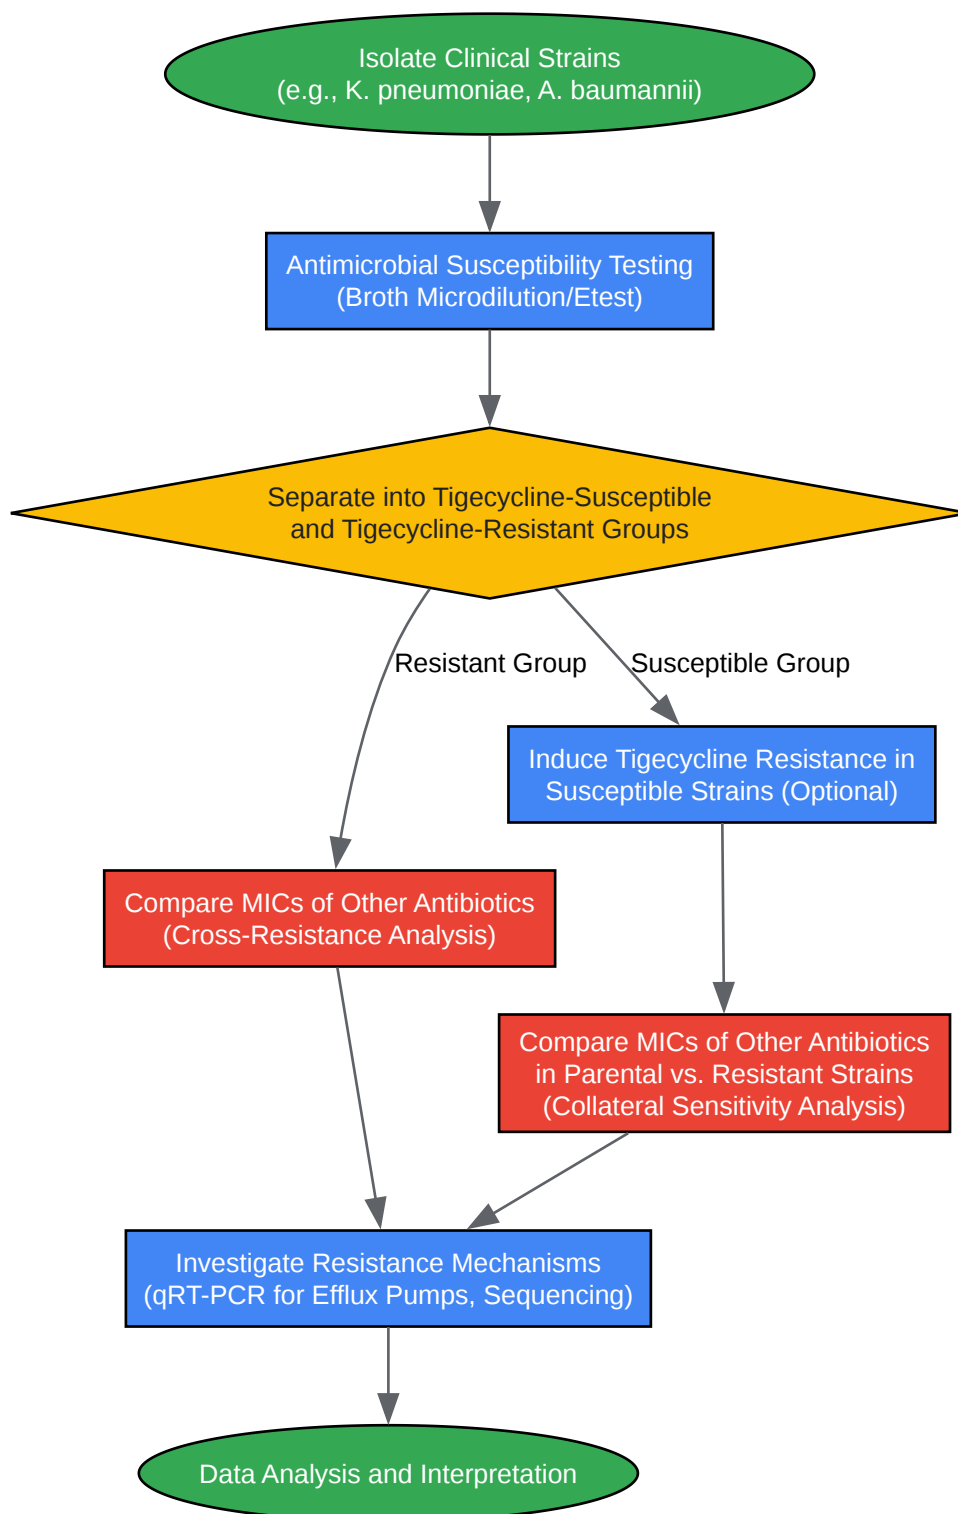 Isolate Clinical Strains
(e.g., K. pneumoniae, A. baumannii)
Antimicrobial Susceptibility Testing
(Broth Microdilution/Etest)
Separate into Tigecycline-Susceptible
and Tigecycline-Resistant Groups
Resistant Group
Susceptible Group
Induce Tigecycline Resistance in
Susceptible Strains (Optional)
Compare MICs of Other Antibiotics
(Cross-Resistance Analysis)
Compare MICs of Other Antibiotics
in Parental vs. Resistant Strains
(Collateral Sensitivity Analysis)
Investigate Resistance Mechanisms
(qRT-PCR for Efflux Pumps, Sequencing)
Data Analysis and Interpretation